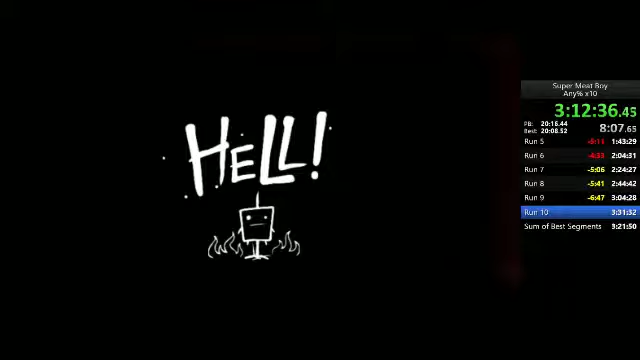 HELL!
Super Meat Boy
Any% x10
3:12:36.45
PB: 20:16.44
Best: 20:08.52
8:07.65
Run 5 -5:11 1:43:29
Run 6 -4:33 2:04:31
Run 7 -5:06 2:24:27
Run 8 -5:41 2:44:42
Run 9 -6:47 3:04:28
Run 10 3:31:32
Sum of Best Segments 3:21:50